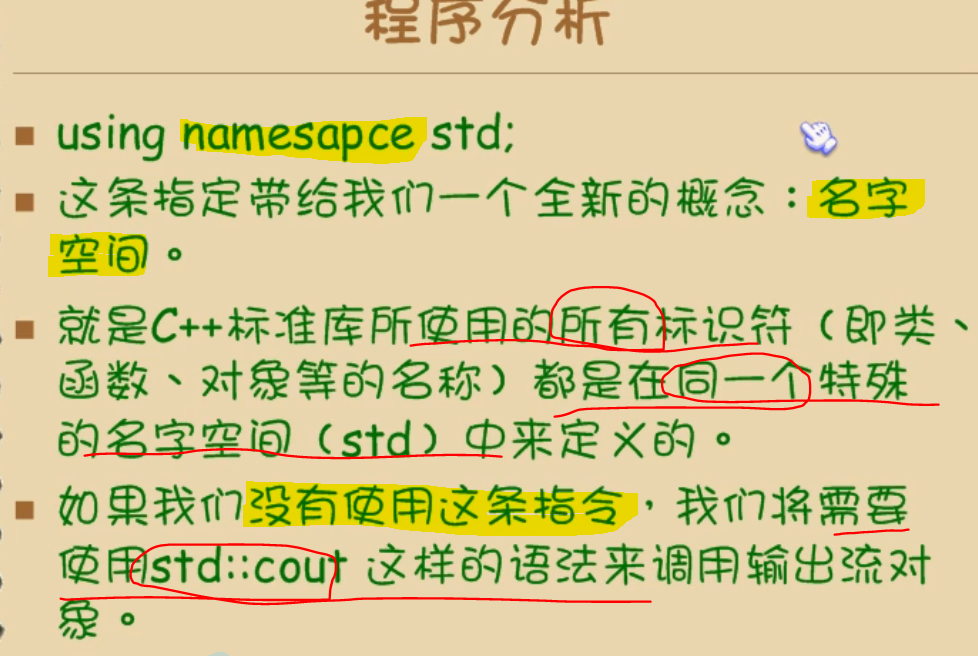 程序分析
using namesapce std;
这条指定带给我们一个全新的概念：名字
空间。
就是C++标准库所使用的所有标识符（即类、
函数、对象等的名称）都是在同一个特殊
的名字空间（std）中来定义的。
如果我们没有使用这条指令，我们将需要
使用std::cout 这样的语法来调用输出流对
象。